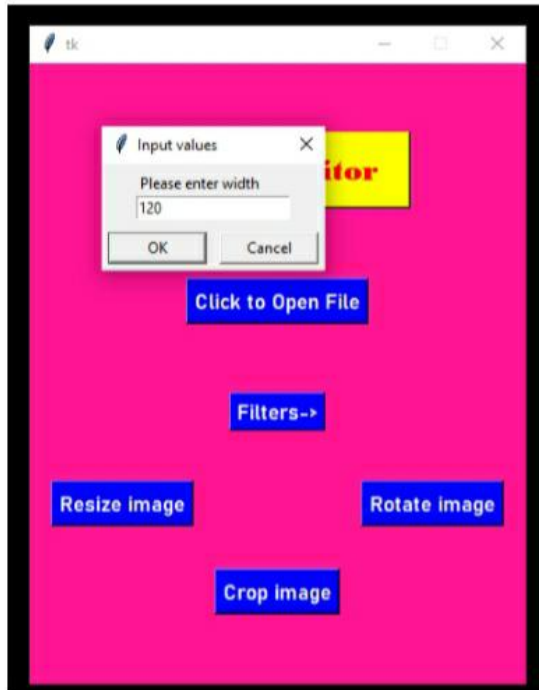 tk
Input values
Please enter width
120
OK Cancel
itor
Click to Open File
Filters->
Resize image Rotate image
Crop image